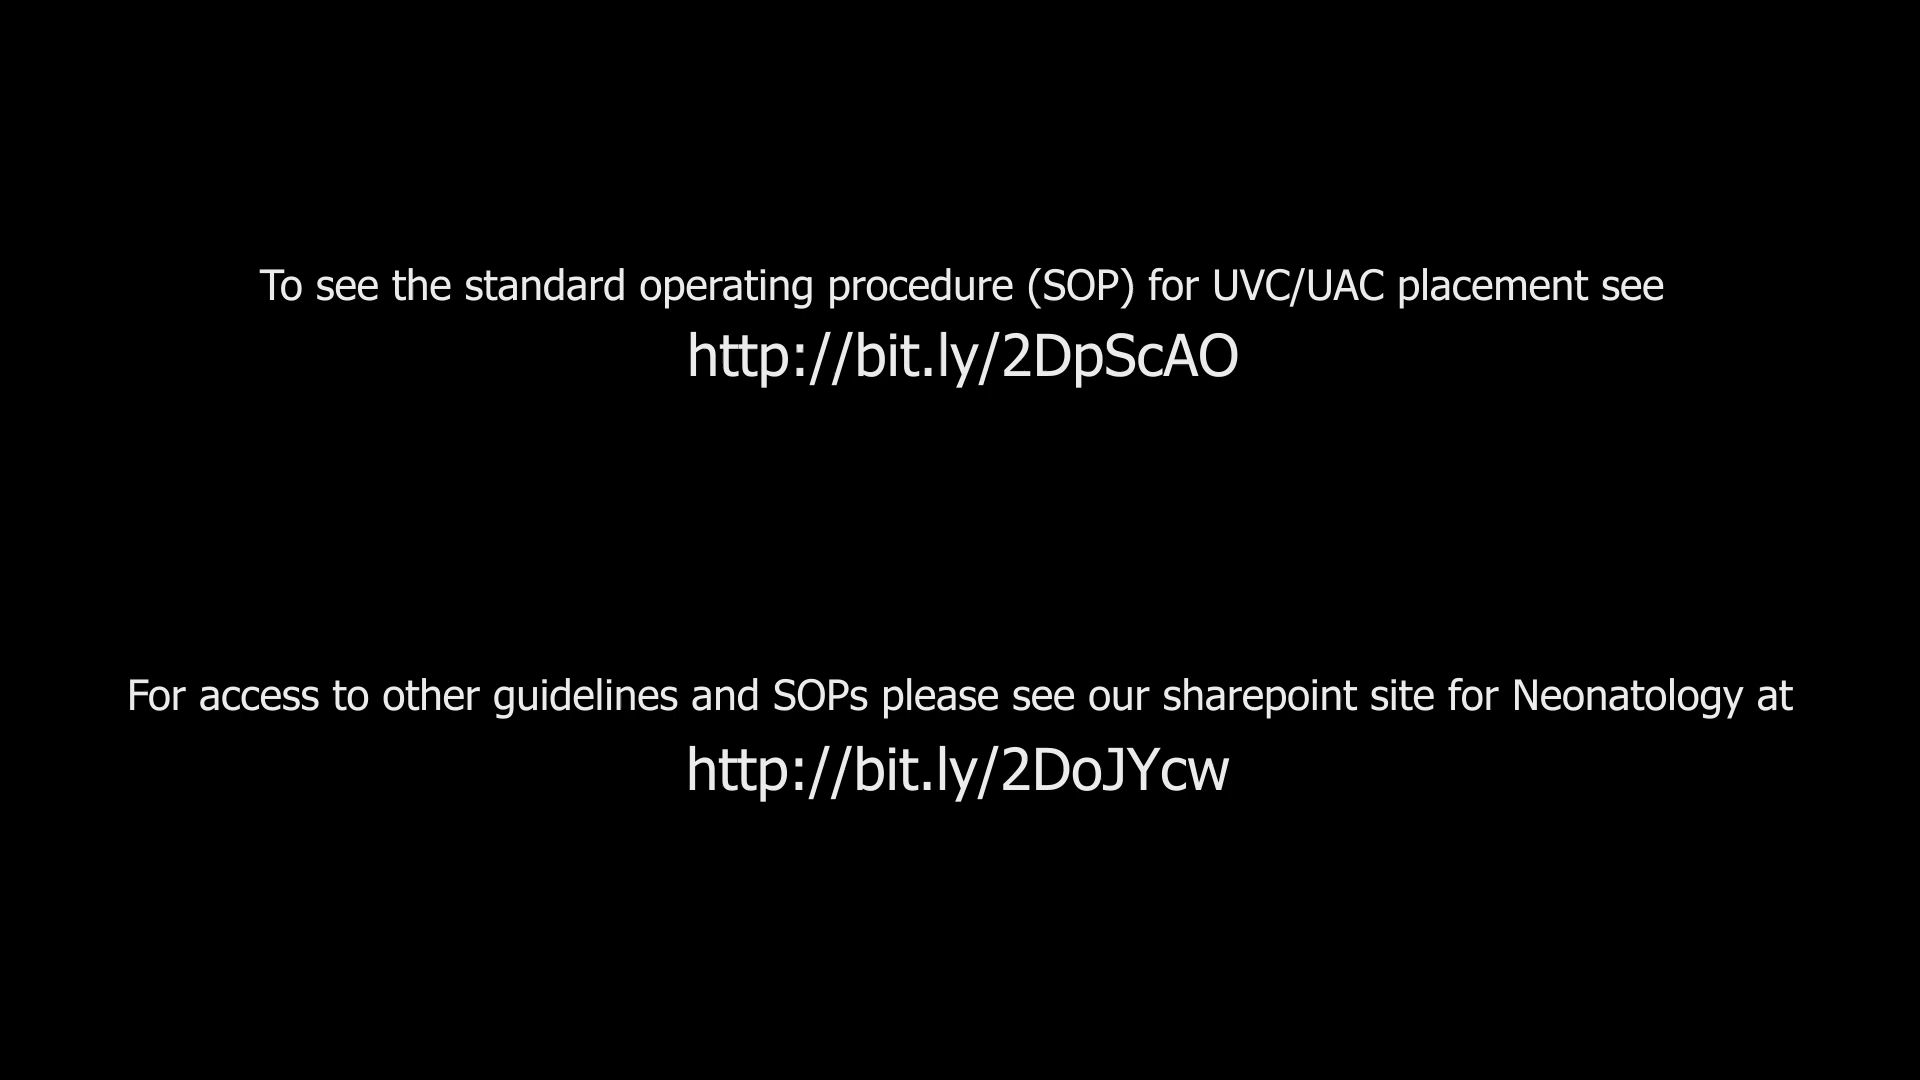 To see the standard operating procedure (SOP) for UVC/UAC placement see
http://bit.ly/2DpScAO
For access to other guidelines and SOPs please see our sharepoint site for Neonatology at
http://bit.ly/2DoJYcw